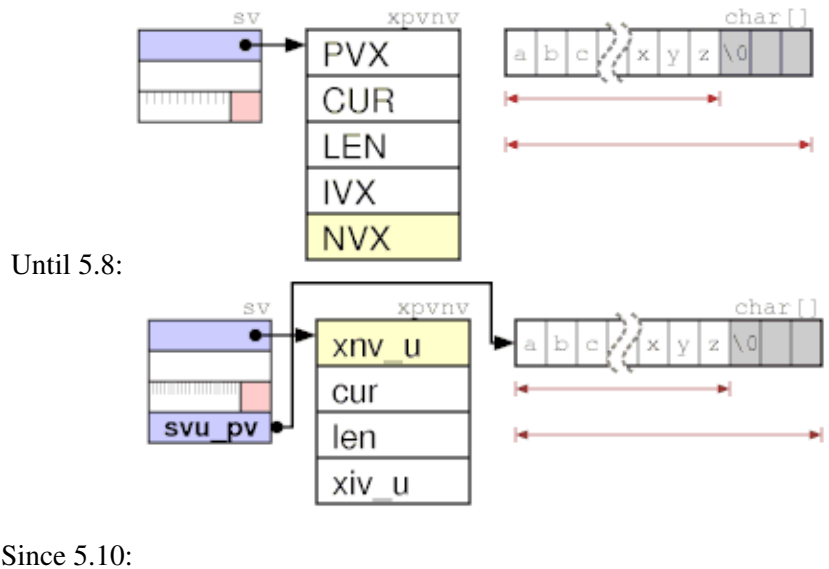 sv xpvnv char[]
PVX a b c x y z \0
CUR
LEN
IVX
NVX
Until 5.8:
sv xpvnv char[]
xnv_u a b c x y z \0
cur
svu_pv len
xiv_u
Since 5.10: